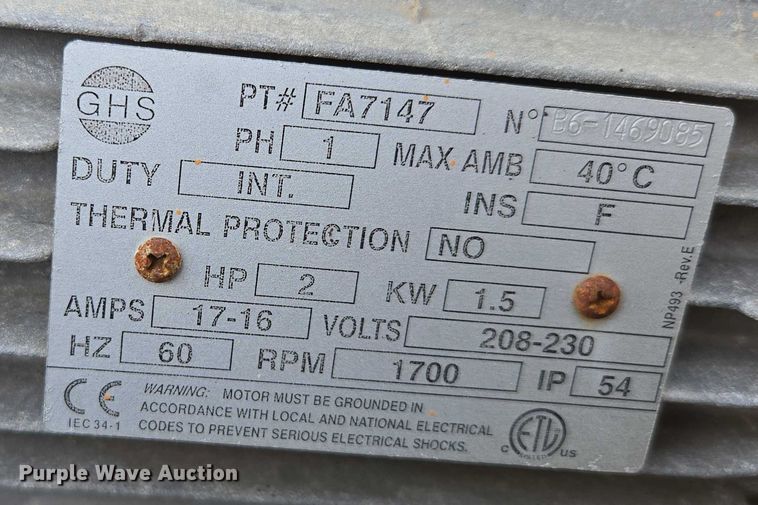 GHS
PT# FA7147 N° B6-1469085
PH 1 MAX AMB 40°C
DUTY INT. INS F
THERMAL PROTECTION NO
HP 2 KW 1.5
AMPS 17-16 VOLTS 208-230
HZ 60 RPM 1700 IP 54
NP493 -Rev.E
CE
IEC 34-1
WARNING: MOTOR MUST BE GROUNDED IN
ACCORDANCE WITH LOCAL AND NATIONAL ELECTRICAL
CODES TO PREVENT SERIOUS ELECTRICAL SHOCKS.
ETL
C LISTED US
Purple Wave Auction